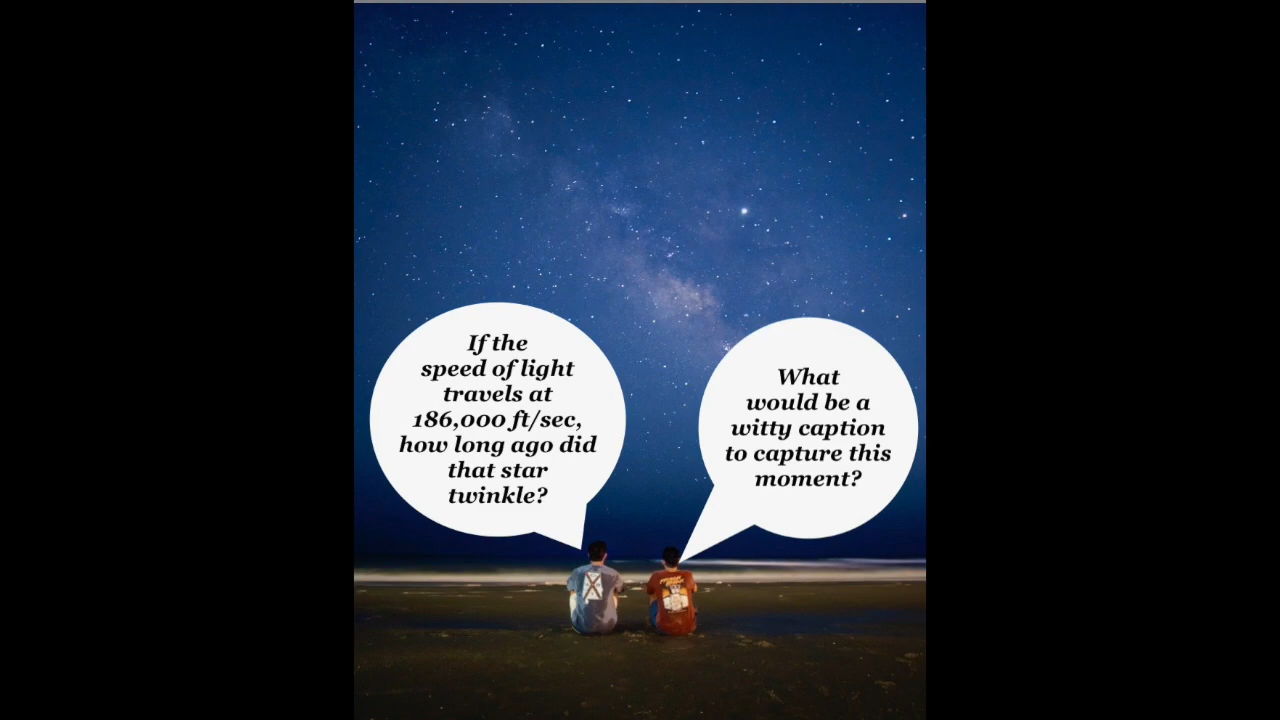 If the
speed of light
travels at
186,000 ft/sec,
how long ago did
that star
twinkle?
What
would be a
witty caption
to capture this
moment?